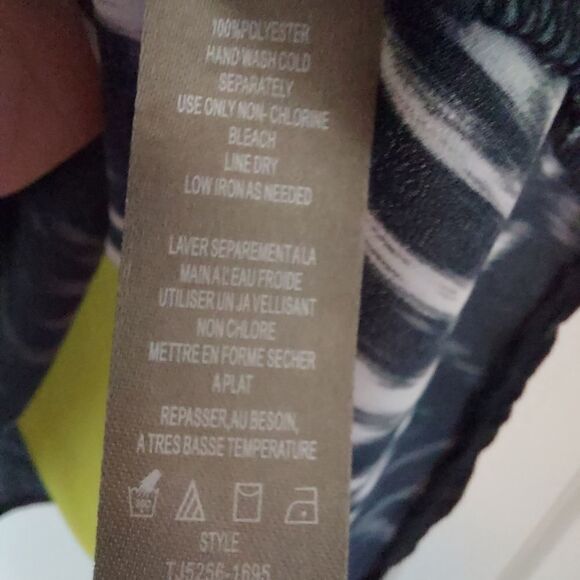 100%POLYESTER
HAND WASH COLD
SEPARATELY
USE ONLY NON- CHLORINE
BLEACH
LINE DRY
LOW IRON AS NEEDED
LAVER SEPAREMENT A LA
MAIN A L'EAU FROIDE
UTILISER UN JAVELLISANT
NON CHLORE
METTRE EN FORME SECHER
A PLAT
REPASSER,AU BESOIN,
A TRES BASSE TEMPERATURE
STYLE
TJ5256-1695